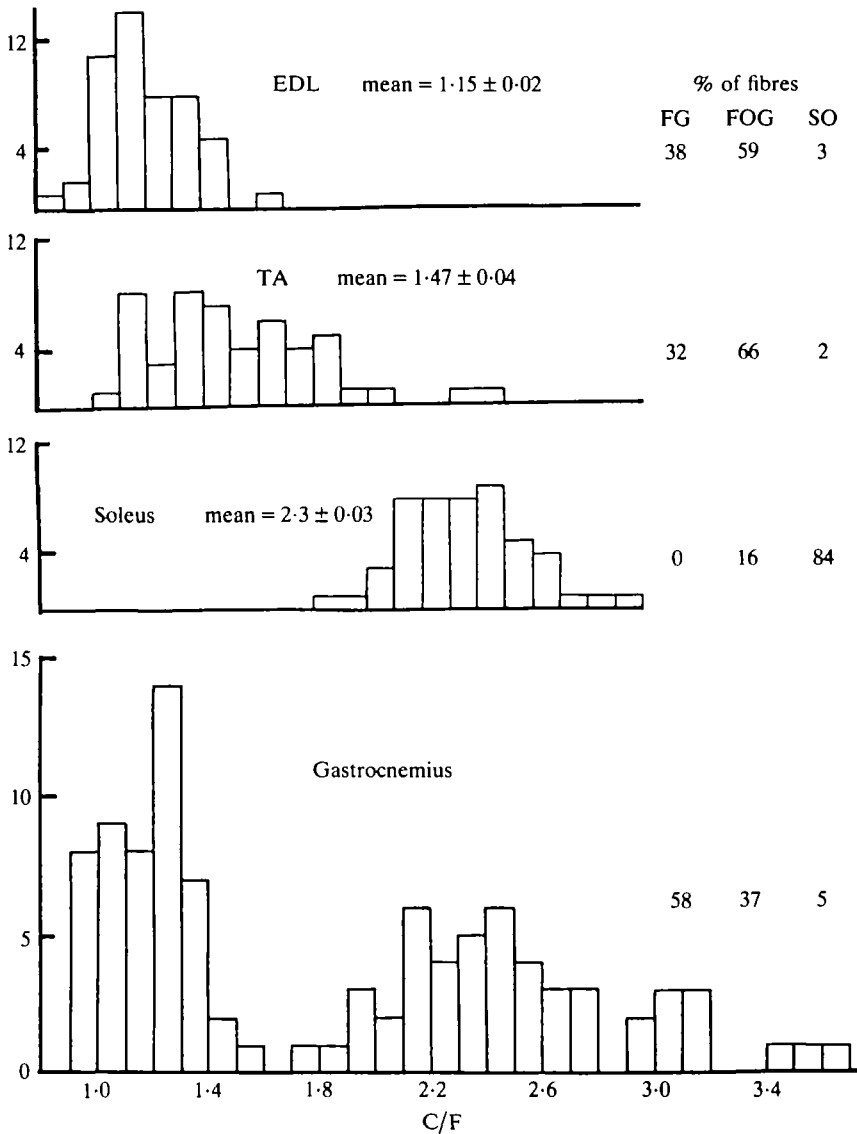 12
4
EDL mean = 1·15 ± 0·02
% of fibres
FG FOG SO
38 59 3
12
4
TA mean = 1·47 ± 0·04
32 66 2
12
4
Soleus mean = 2·3 ± 0·03
0 16 84
15
10
5
0
Gastrocnemius
58 37 5
1·0 1·4 1·8 2·2 2·6 3·0 3·4
C/F